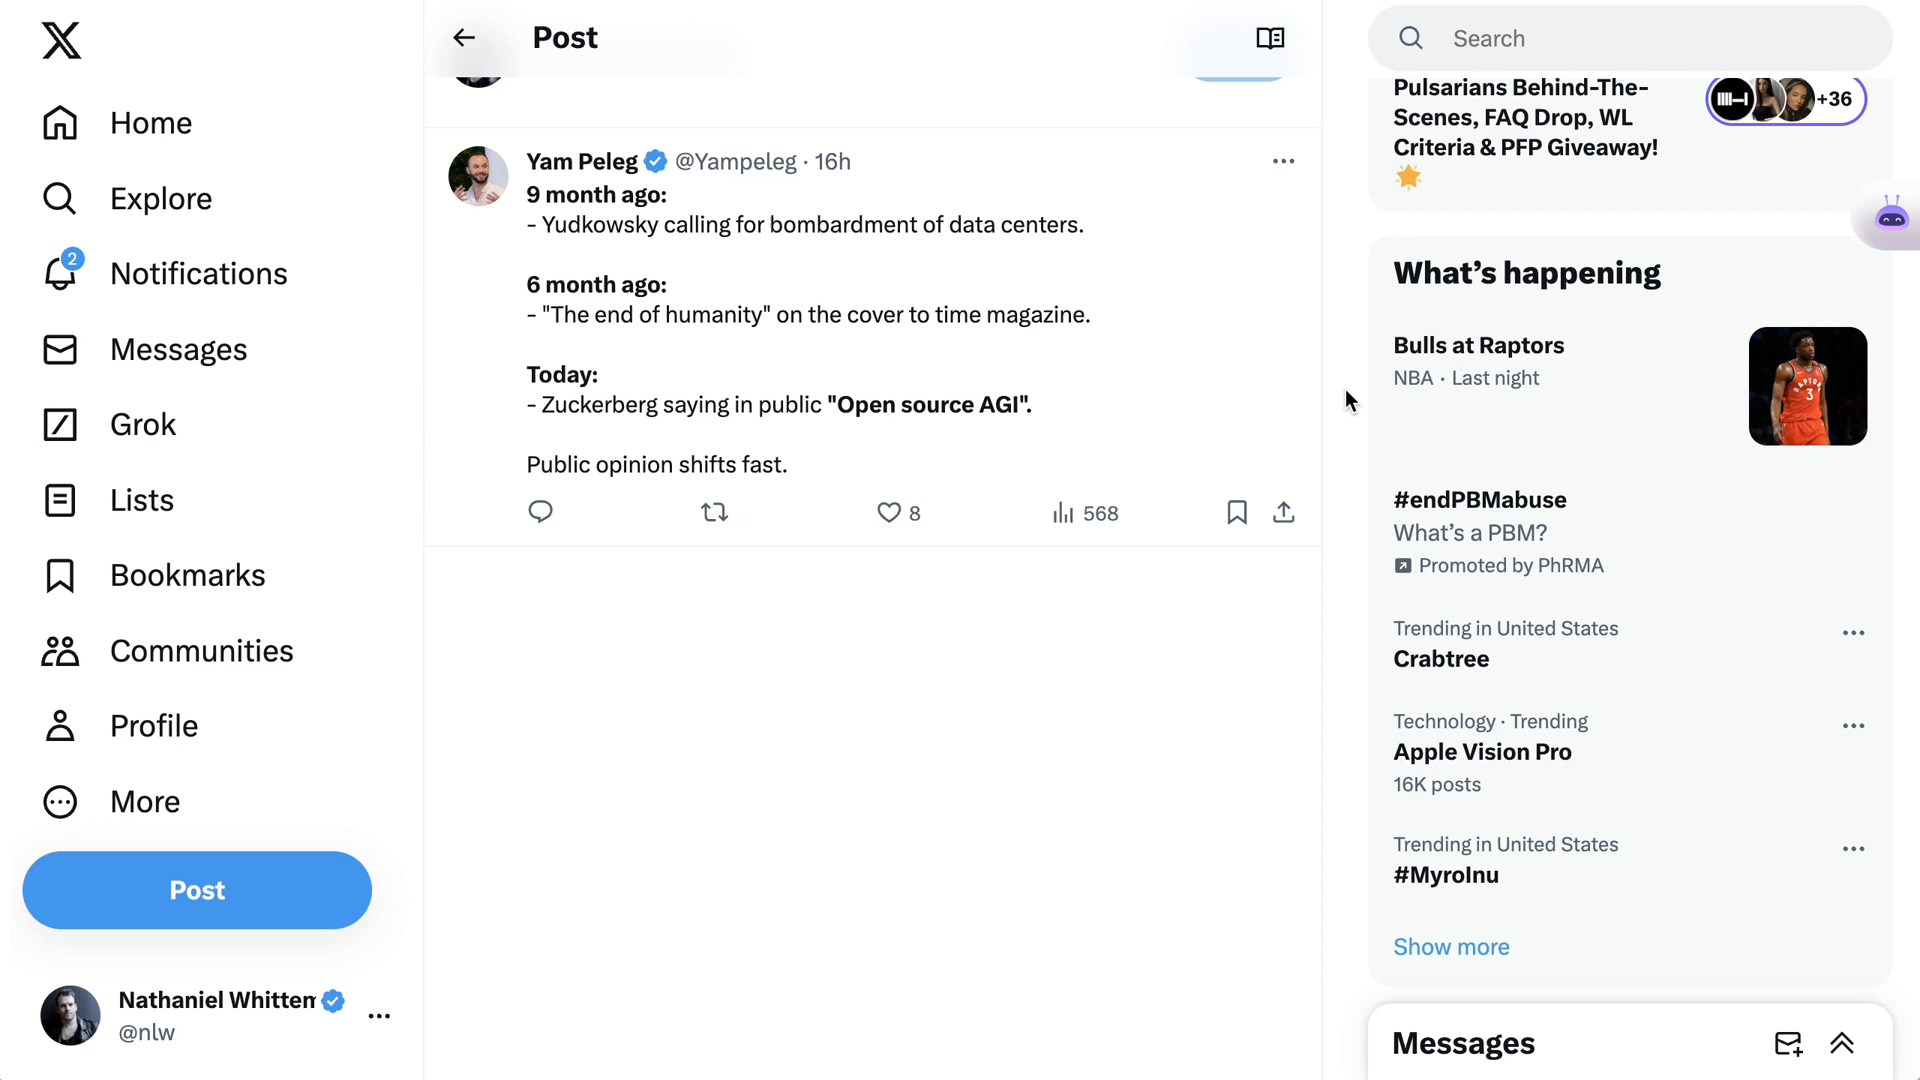 Home
Explore
2
Notifications
Messages
Grok
Lists
Bookmarks
Communities
Profile
More
Post
Nathaniel Whitten
@nlw
Post
Yam Peleg @Yampeleg · 16h
9 month ago:
- Yudkowsky calling for bombardment of data centers.
6 month ago:
- "The end of humanity" on the cover to time magazine.
Today:
- Zuckerberg saying in public "Open source AGI".
Public opinion shifts fast.
8
568
Search
Pulsarians Behind-The-
Scenes, FAQ Drop, WL
Criteria & PFP Giveaway!
+36
What's happening
Bulls at Raptors
NBA · Last night
RAPTORS
3
#endPBMabuse
What's a PBM?
Promoted by PhRMA
Trending in United States
Crabtree
Technology · Trending
Apple Vision Pro
16K posts
Trending in United States
#MyroInu
Show more
Messages